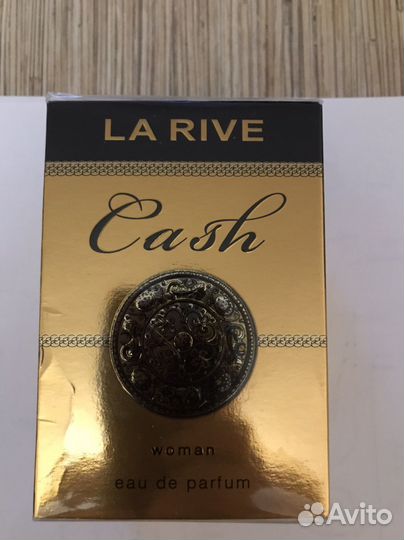 LA RIVE
Cash
woman
eau de parfum
Avito